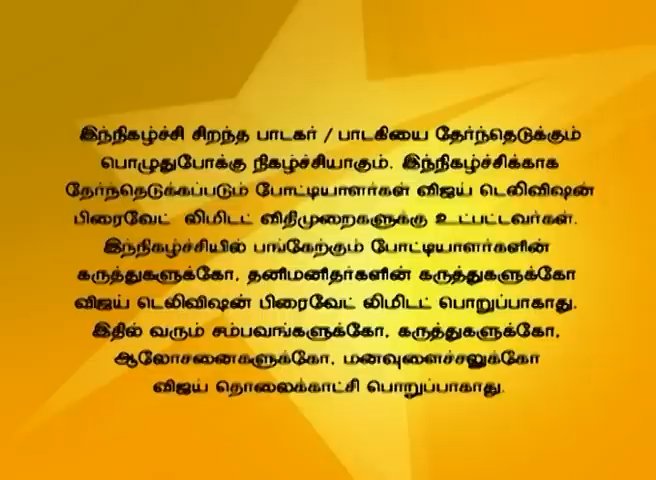 இந்நிகழ்ச்சி சிறந்த பாடகர் / பாடகியை தேர்ந்தெடுக்கும்
பொழுதுபோக்கு நிகழ்ச்சியாகும். இந்நிகழ்ச்சிக்காக
தேர்ந்தெடுக்கப்படும் போட்டியாளர்கள் விஜய் டெலிவிஷன்
பிரைவேட் லிமிடட் விதிமுறைகளுக்கு உட்பட்டவர்கள்.
இந்நிகழ்ச்சியில் பங்கேற்கும் போட்டியாளர்களின்
கருத்துகளுக்கோ, தனிமனிதர்களின் கருத்துகளுக்கோ
விஜய் டெலிவிஷன் பிரைவேட் லிமிடட் பொறுப்பாகாது.
இதில் வரும் சம்பவங்களுக்கோ, கருத்துகளுக்கோ,
ஆலோசனைகளுக்கோ, மனவுளைச்சலுக்கோ
விஜய் தொலைக்காட்சி பொறுப்பாகாது.